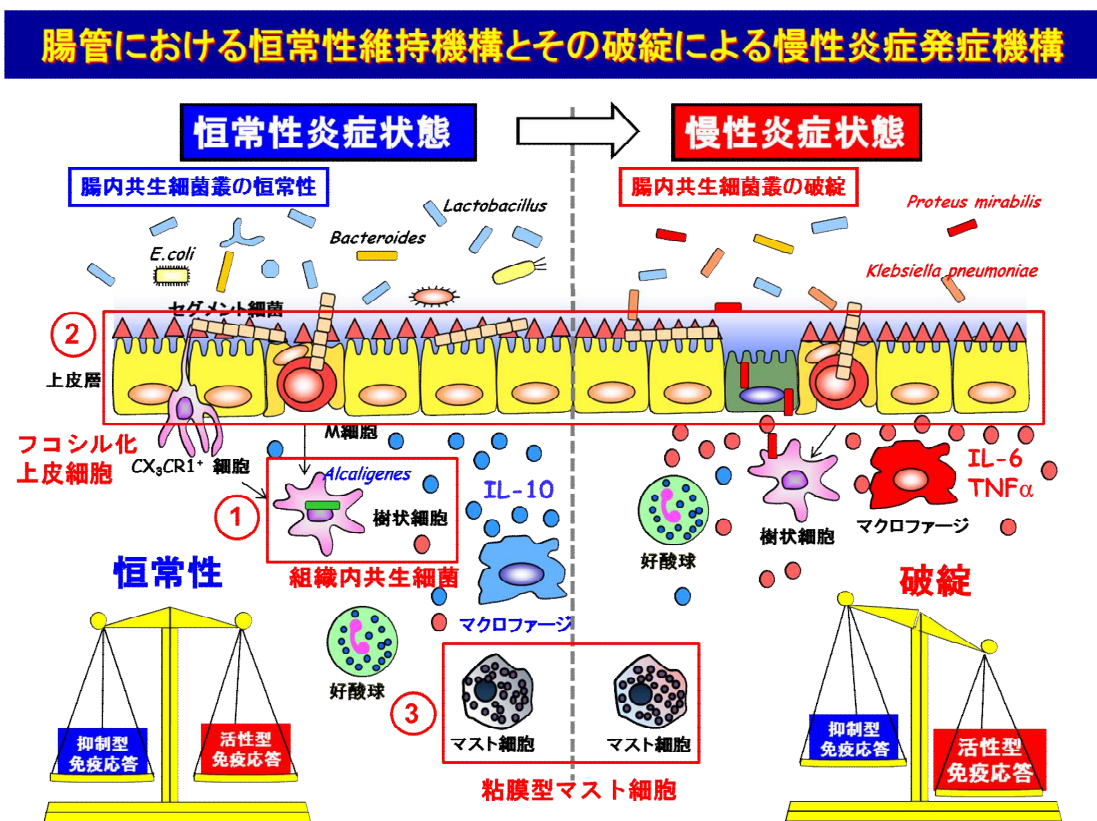 腸管における恒常性維持機構とその破綻による慢性炎症発症機構
恒常性炎症状態
慢性炎症状態
腸内共生細菌叢の恒常性
腸内共生細菌叢の破綻
Lactobacillus
Bacteroides
E.coli
Proteus mirabilis
Klebsiella pneumoniae
セグメント細菌
②
上皮層
フコシル化
上皮細胞
CX₃CR1⁺ 細胞
M細胞
①
Alcaligenes
樹状細胞
組織内共生細菌
IL-10
マクロファージ
好酸球
好酸球
樹状細胞
マクロファージ
IL-6
TNFα
恒常性
破綻
③
マスト細胞
マスト細胞
粘膜型マスト細胞
抑制型
免疫応答
活性型
免疫応答
抑制型
免疫応答
活性型
免疫応答